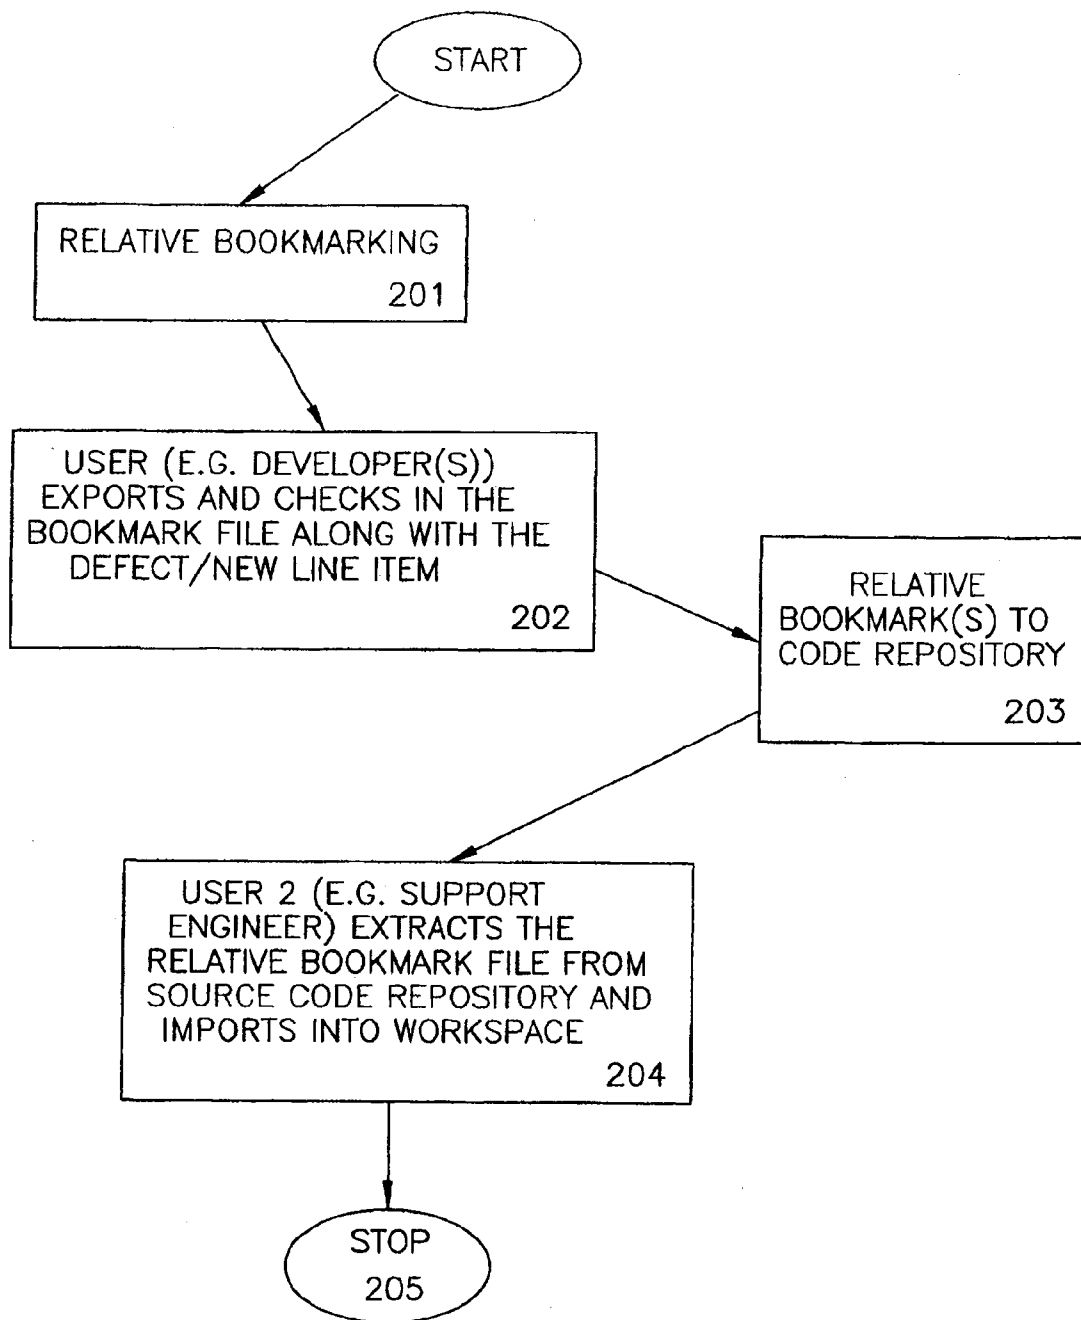 START
RELATIVE BOOKMARKING
201
USER (E.G. DEVELOPER(S))
EXPORTS AND CHECKS IN THE
BOOKMARK FILE ALONG WITH THE
DEFECT/NEW LINE ITEM
202
RELATIVE
BOOKMARK(S) TO
CODE REPOSITORY
203
USER 2 (E.G. SUPPORT
ENGINEER) EXTRACTS THE
RELATIVE BOOKMARK FILE FROM
SOURCE CODE REPOSITORY AND
IMPORTS INTO WORKSPACE
204
STOP
205